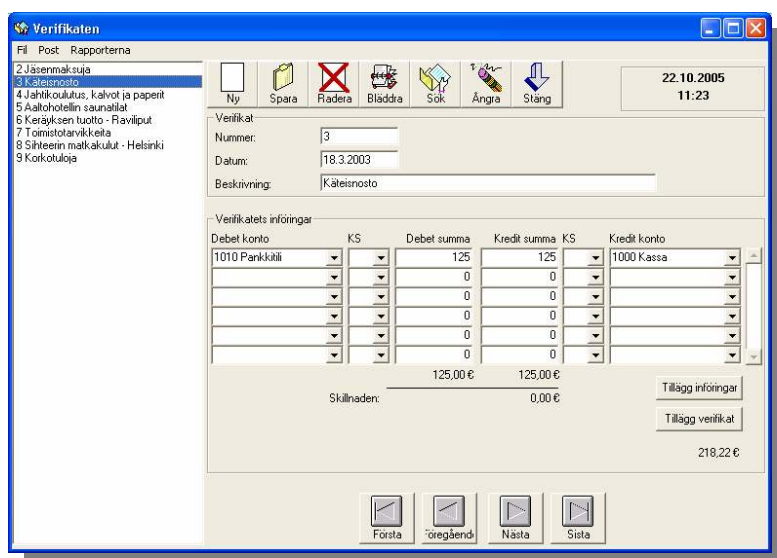 Verifikaten
Fil Post Rapporterna
2 Jäsenmaksuja
3 Käteisnosto
4 Jahtikoulutus, kalvot ja paperit
5 Aaltohotellin saunatilat
6 Keräyksen tuotto - Raviliput
7 Toimistotarvikkeita
8 Sihteerin matkakulut - Helsinki
9 Korkotuloja
Ny Spara Radera Bläddra Sök Ångra Stäng
22.10.2005
11:23
Verifikat
Nummer: 3
Datum: 18.3.2003
Beskrivning: Käteisnosto
Verifikatets införingar
Debet konto KS Debet summa Kredit summa KS Kredit konto
1010 Pankkitili 125 125 1000 Kassa
0 0
0 0
0 0
0 0
0 0
125,00 € 125,00 €
Skillnaden: 0,00 €
Tillägg införingar
Tillägg verifikat
218,22 €
Första öregående Nästa Sista